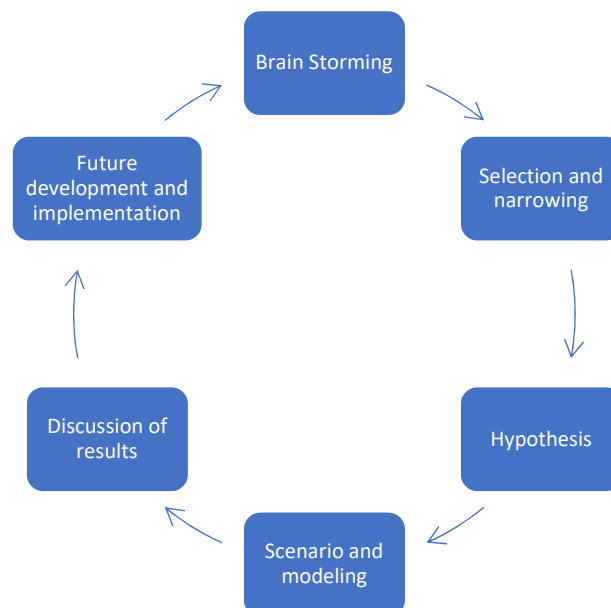 Brain Storming
Selection and
narrowing
Hypothesis
Scenario and
modeling
Discussion of
results
Future
development and
implementation